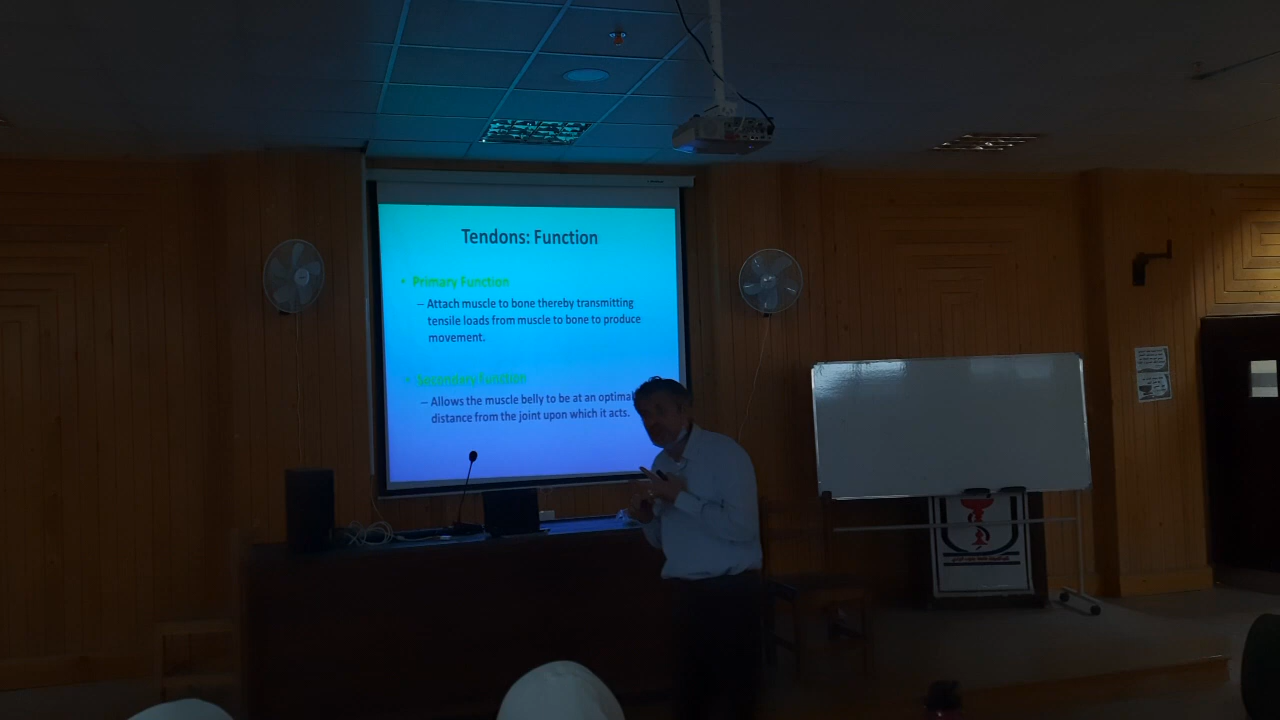 Tendons: Function
• Primary Function
– Attach muscle to bone thereby transmitting
tensile loads from muscle to bone to produce
movement.
• Secondary Function
– Allows the muscle belly to be at an optimal
distance from the joint upon which it acts.